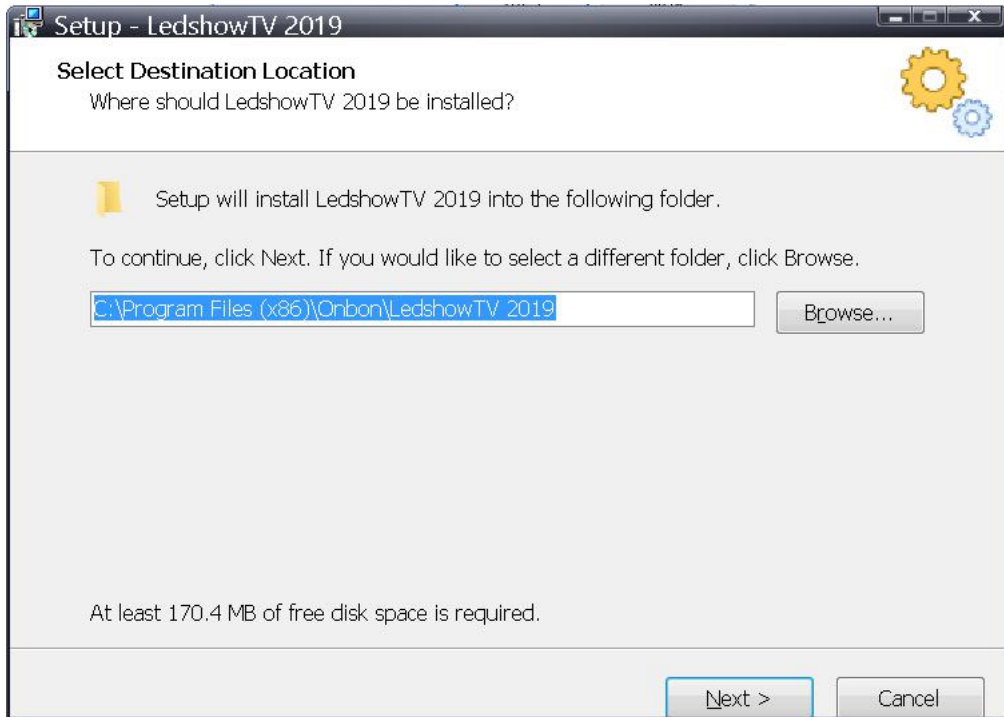 Setup - LedshowTV 2019
Select Destination Location
Where should LedshowTV 2019 be installed?
Setup will install LedshowTV 2019 into the following folder.
To continue, click Next. If you would like to select a different folder, click Browse.
C:\Program Files (x86)\Onbon\LedshowTV 2019
Browse...
At least 170.4 MB of free disk space is required.
Next >
Cancel